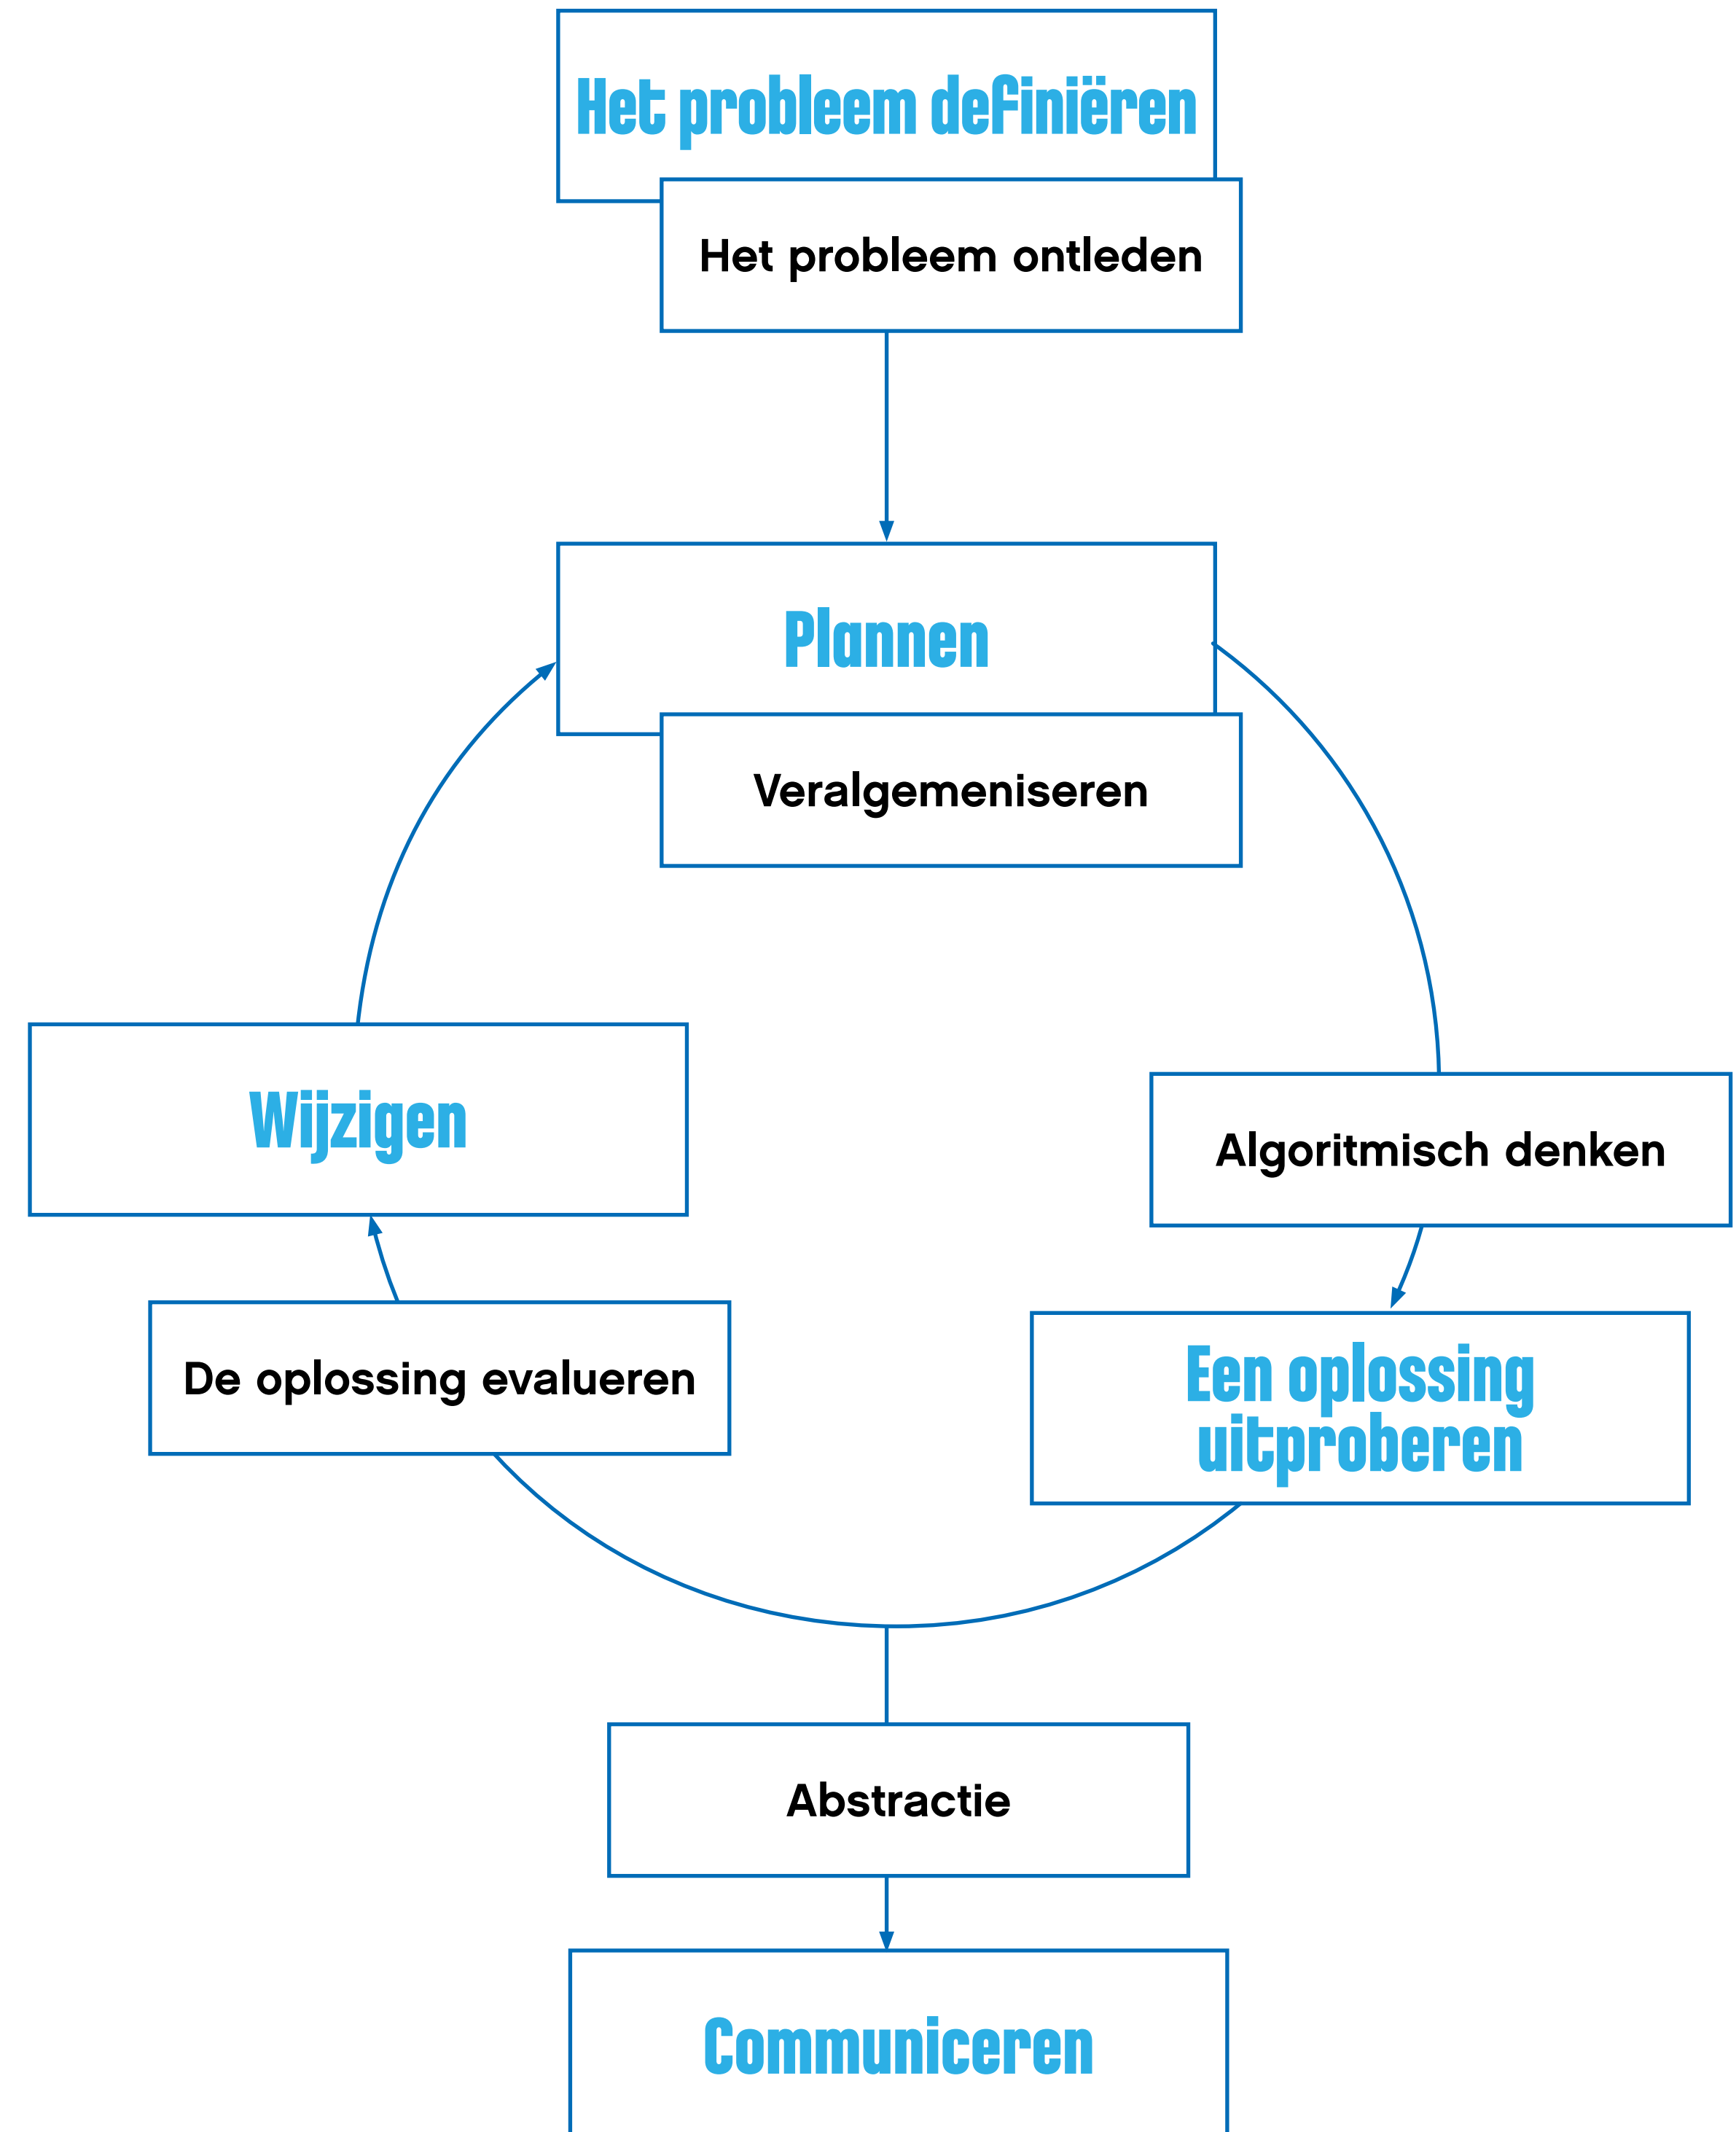 Het probleem definiëren
Het probleem ontleden
Plannen
Veralgemeniseren
Wijzigen
Algoritmisch denken
De oplossing evalueren
Een oplossing
uitproberen
Abstractie
Communiceren